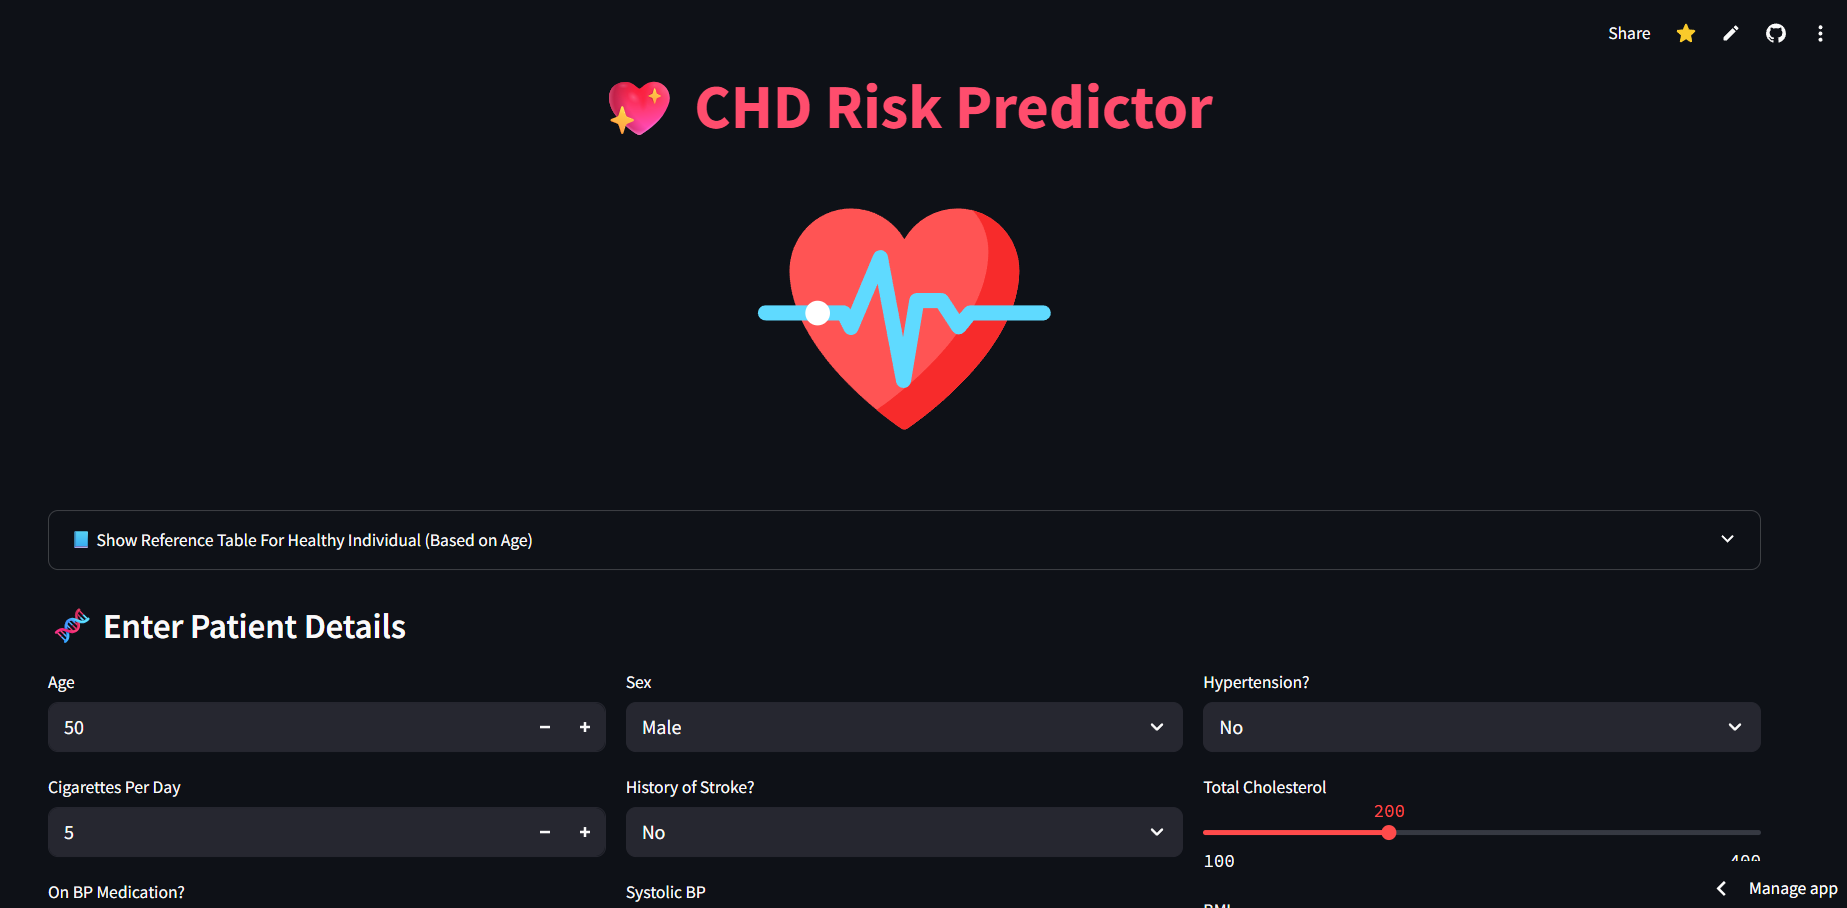 Share
CHD Risk Predictor
Show Reference Table For Healthy Individual (Based on Age)
Enter Patient Details
Age
Sex
Hypertension?
50
Male
No
Cigarettes Per Day
History of Stroke?
Total Cholesterol
200
5
No
100
400
On BP Medication?
Systolic BP
BMI
Manage app